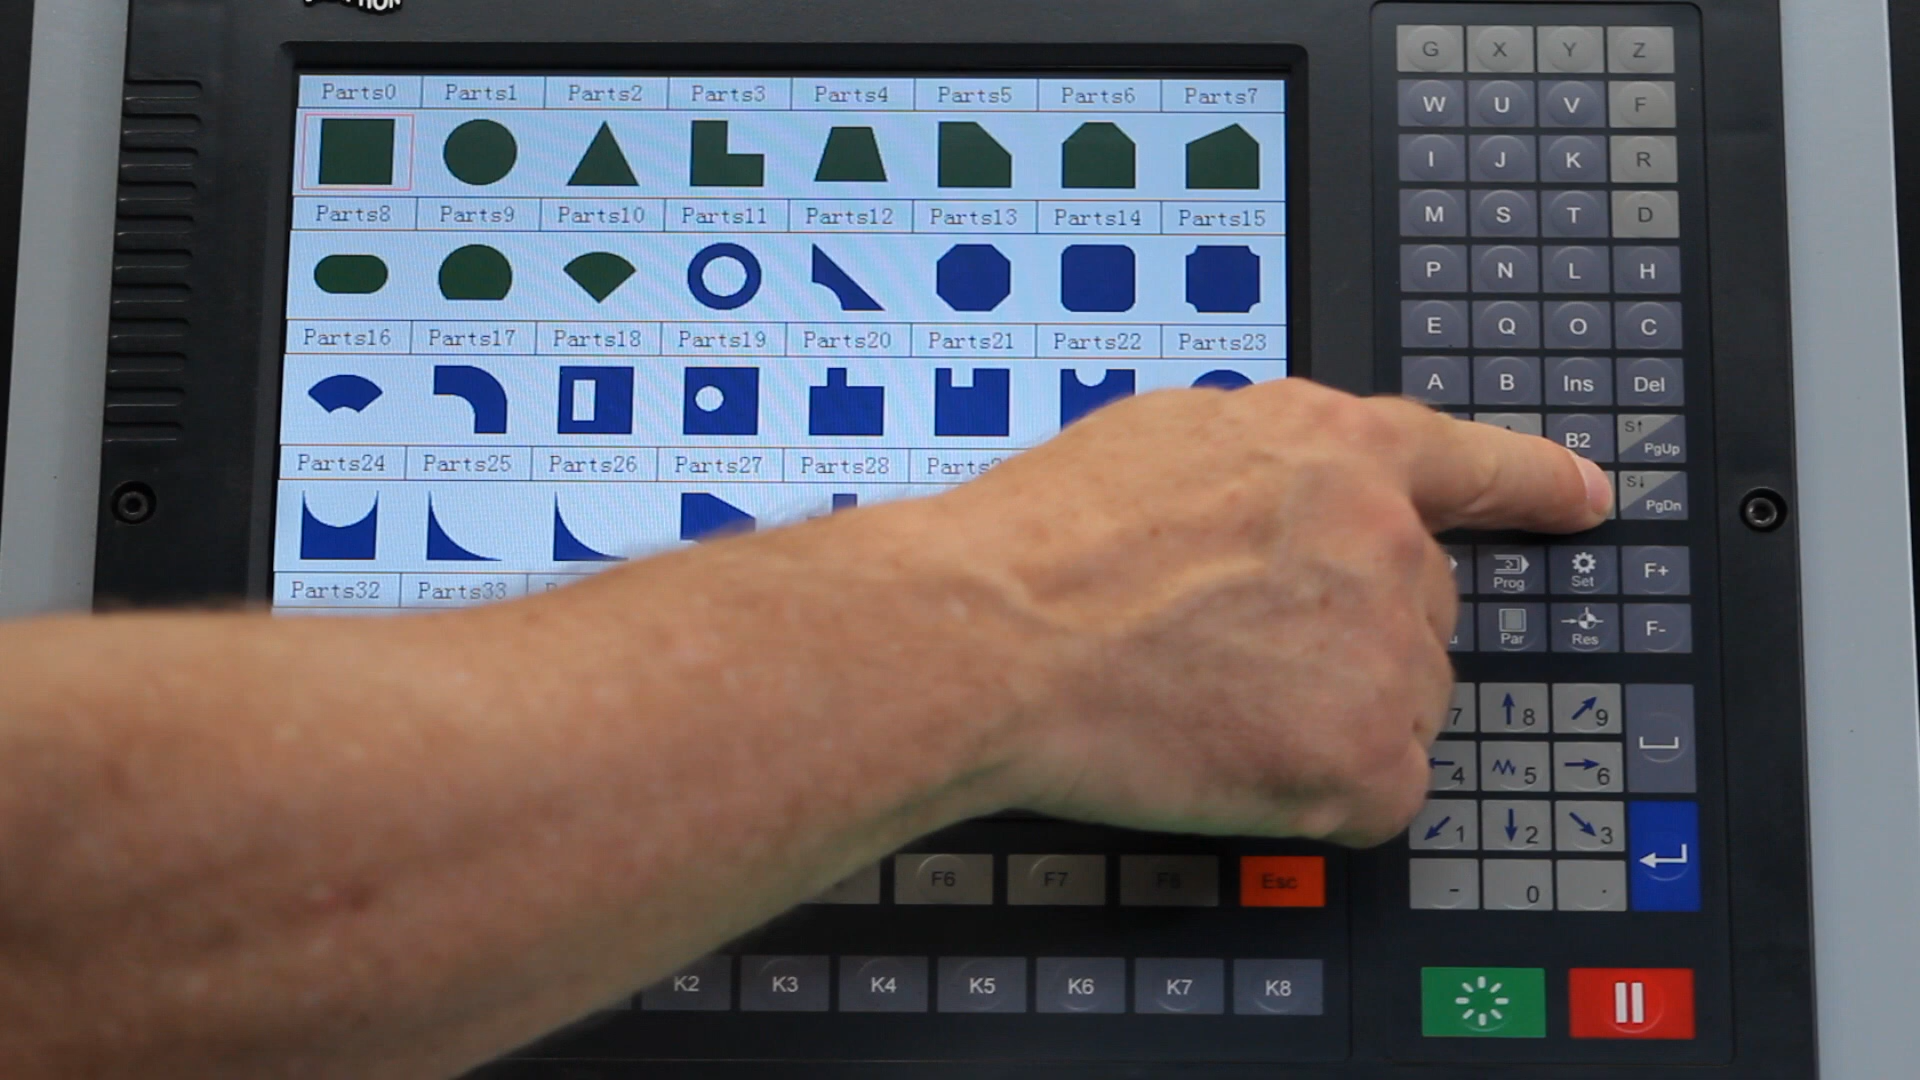 Parts0 Parts1 Parts2 Parts3 Parts4 Parts5 Parts6 Parts7
Parts8 Parts9 Parts10 Parts11 Parts12 Parts13 Parts14 Parts15
Parts16 Parts17 Parts18 Parts19 Parts20 Parts21 Parts22 Parts23
Parts24 Parts25 Parts26 Parts27 Parts28
Parts32 Parts33
G X Y Z
W U V F
I J K R
M S T D
P N L H
E Q O C
A B Ins Del
B2 S↑ PgUp
S↓ PgDn
Prog Set F+
Par Res F-
7 8 9
4 5 6
1 2 3
- 0 .
F6 F7 F8 Esc
K2 K3 K4 K5 K6 K7 K8